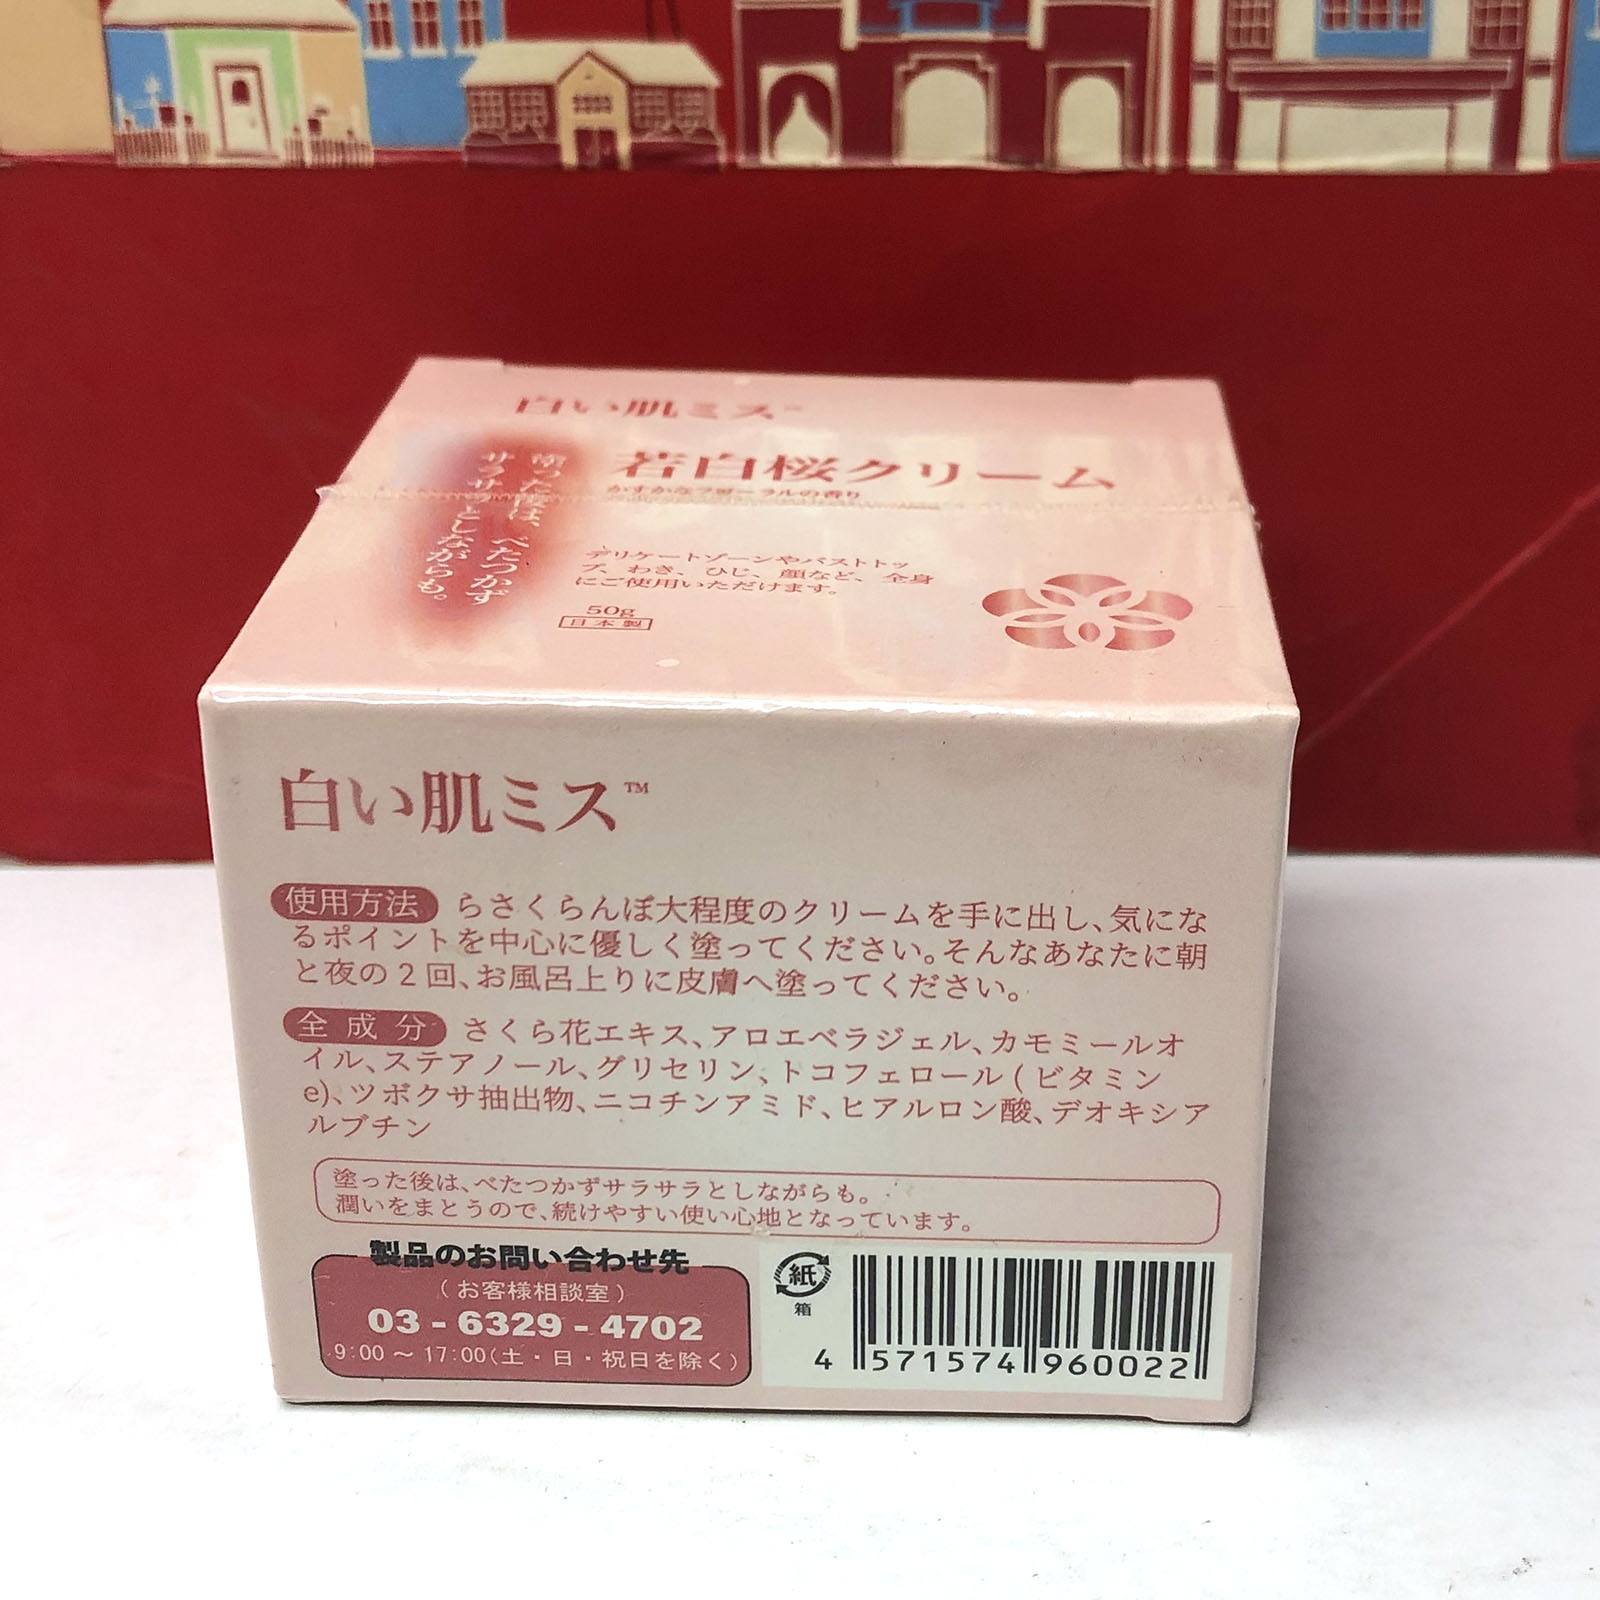 白い肌ミス™
若白桜クリーム
かすかなフローラルの香り
塗った後は、べたつかず
サラサラとしながらも。
デリケートゾーンやバストトッ
プ、わき、ひじ、顔など、全身
にご使用いただけます。
50g
日本製
白い肌ミス™
使用方法 らさくらんぼ大程度のクリームを手に出し、気にな
るポイントを中心に優しく塗ってください。そんなあなたに朝
と夜の2回、お風呂上りに皮膚へ塗ってください。
全成分 さくら花エキス、アロエベラジェル、カモミールオ
イル、ステアノール、グリセリン、トコフェロール(ビタミン
e)、ツボクサ抽出物、ニコチンアミド、ヒアルロン酸、デオキシア
ルブチン
塗った後は、べたつかずサラサラとしながらも。
潤いをまとうので、続けやすい使い心地となっています。
製品のお問い合わせ先
(お客様相談室)
03-6329-4702
9:00～17:00(土・日・祝日を除く)
紙
箱
4 571574 960022